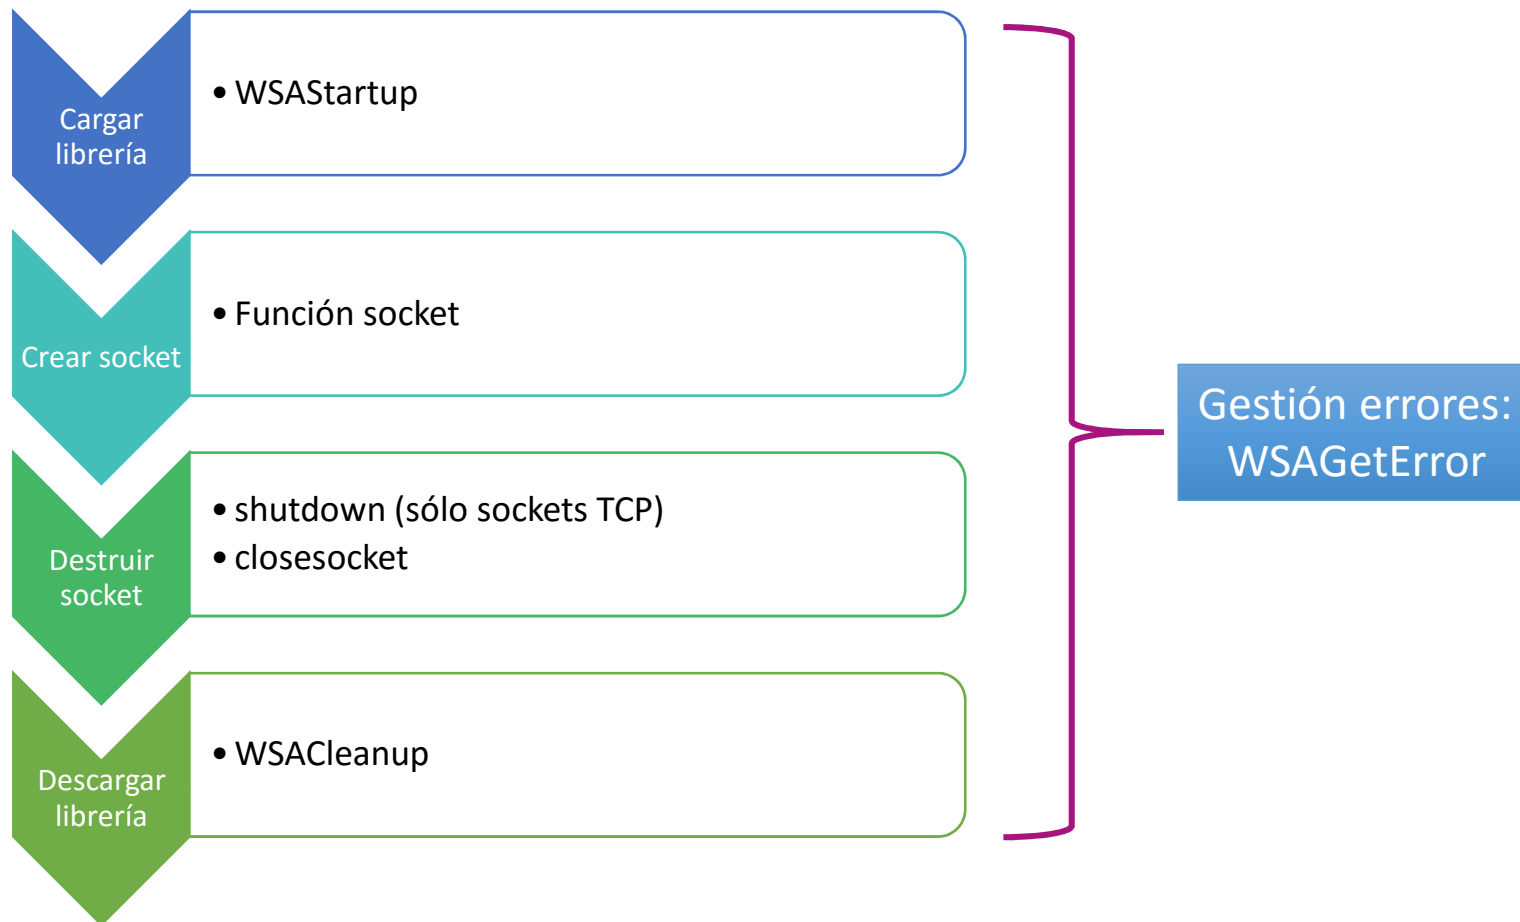 Cargar
librería
• WSAStartup
Crear socket
• Función socket
Destruir
socket
• shutdown (sólo sockets TCP)
• closesocket
Descargar
librería
• WSACleanup
Gestión errores:
WSAGetError